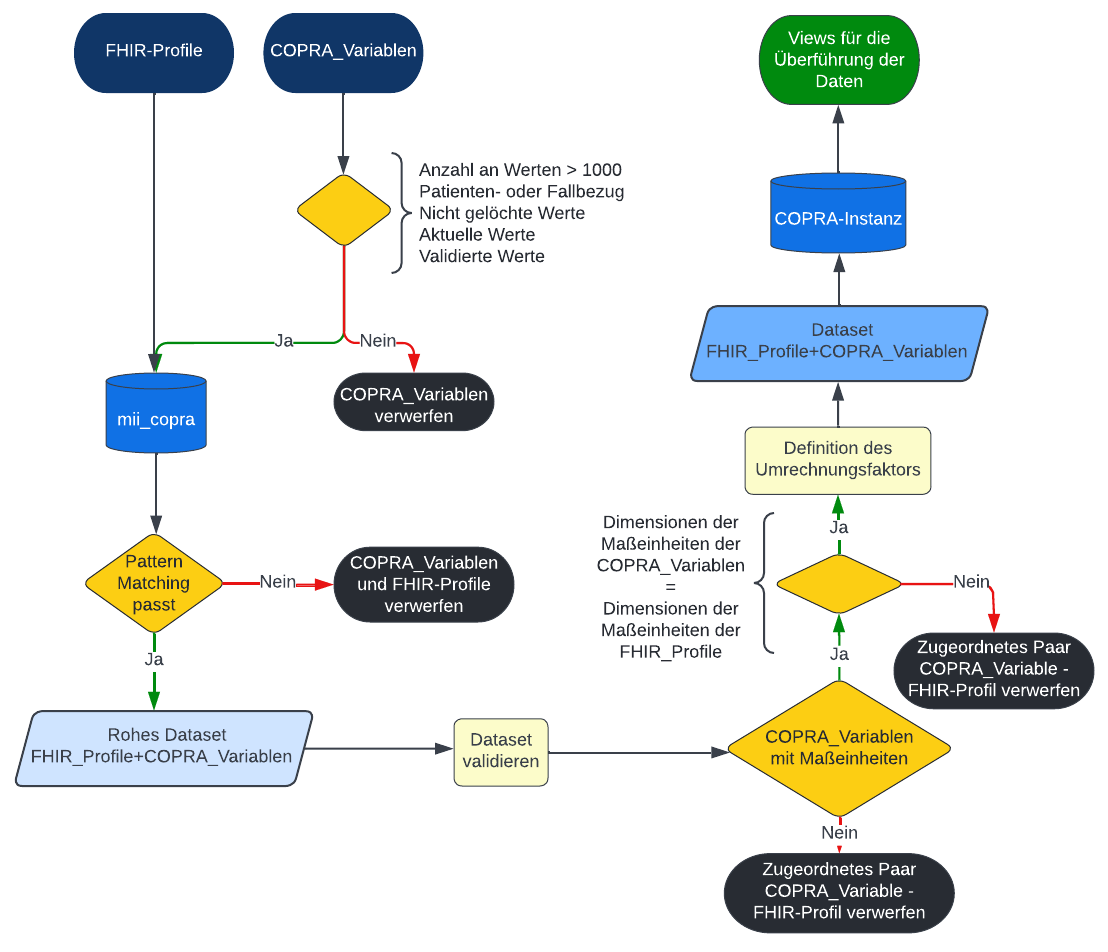 FHIR-Profile
COPRA_Variablen
Anzahl an Werten > 1000
Patienten- oder Fallbezug
Nicht gelöchte Werte
Aktuelle Werte
Validierte Werte
Ja
Nein
COPRA_Variablen
verwerfen
mii_copra
Pattern
Matching
passt
Nein
COPRA_Variablen
und FHIR-Profile
verwerfen
Ja
Rohes Dataset
FHIR_Profile+COPRA_Variablen
Dataset
validieren
COPRA_Variablen
mit Maßeinheiten
Nein
Zugeordnetes Paar
COPRA_Variable -
FHIR-Profil verwerfen
Ja
Dimensionen der
Maßeinheiten der
COPRA_Variablen
=
Dimensionen der
Maßeinheiten der
FHIR_Profile
Nein
Zugeordnetes Paar
COPRA_Variable -
FHIR-Profil verwerfen
Ja
Definition des
Umrechnungsfaktors
Dataset
FHIR_Profile+COPRA_Variablen
COPRA-Instanz
Views für die
Überführung der
Daten